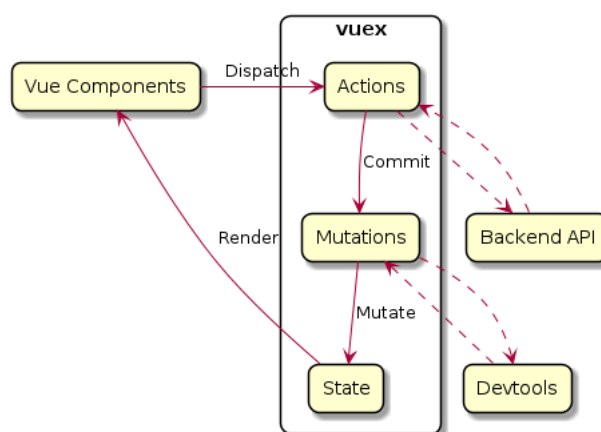 vuex
Vue Components
Dispatch
Actions
Commit
Render
Mutations
Backend API
Mutate
State
Devtools